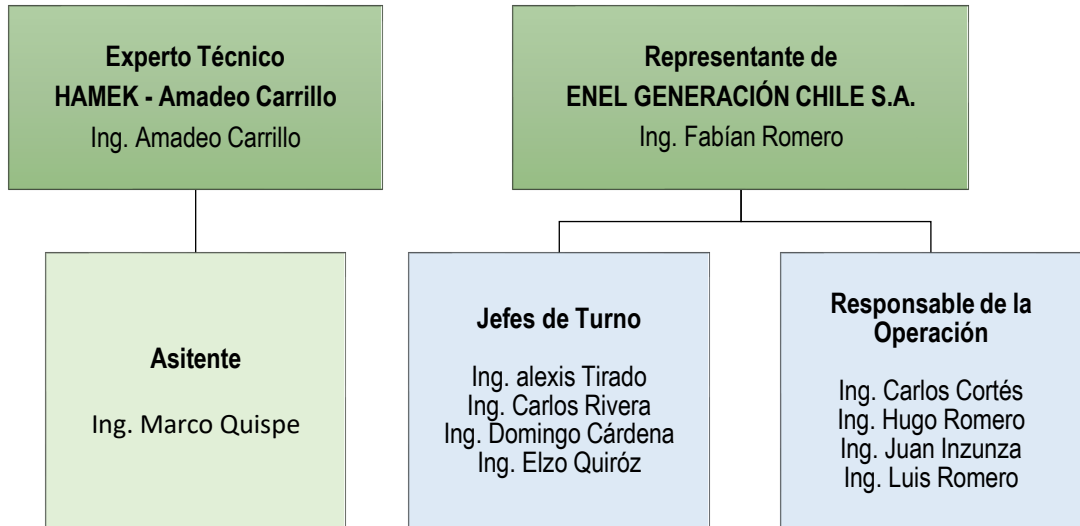 Experto Técnico
HAMEK - Amadeo Carrillo
Ing. Amadeo Carrillo
Representante de
ENEL GENERACIÓN CHILE S.A.
Ing. Fabían Romero
Asitente
Ing. Marco Quispe
Jefes de Turno
Ing. alexis Tirado
Ing. Carlos Rivera
Ing. Domingo Cárdena
Ing. Elzo Quiróz
Responsable de la
Operación
Ing. Carlos Cortés
Ing. Hugo Romero
Ing. Juan Inzunza
Ing. Luis Romero